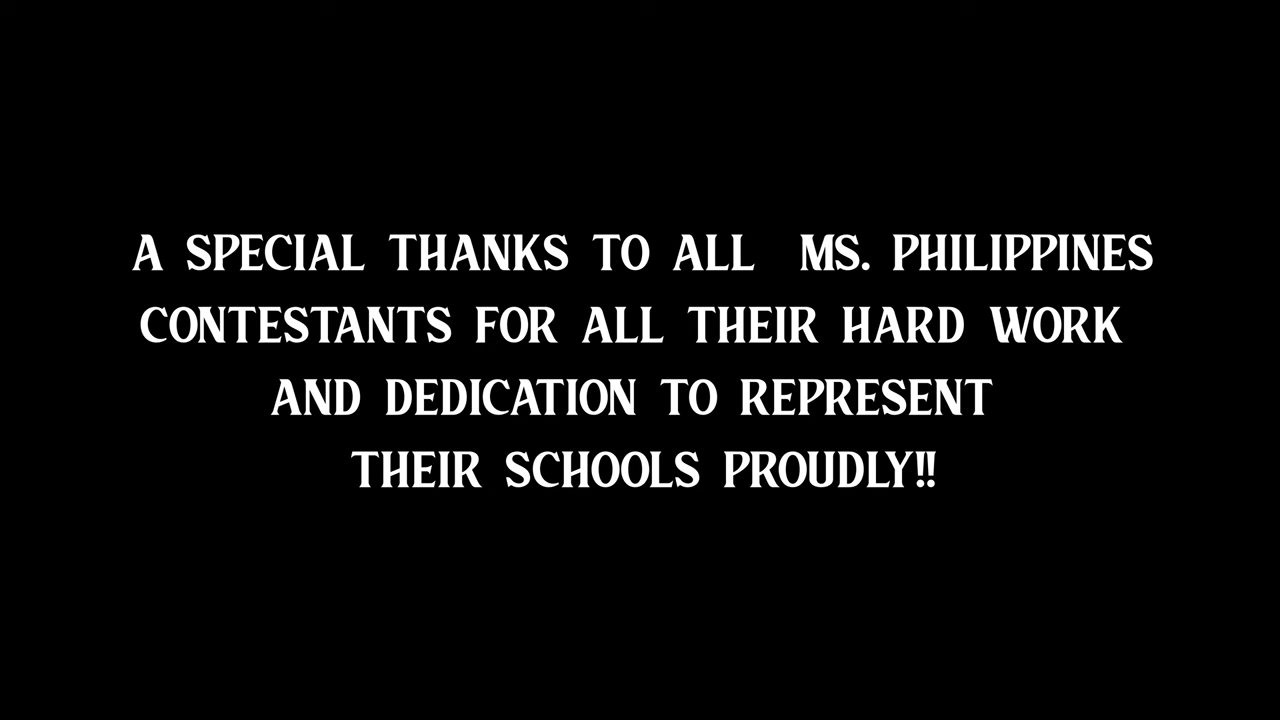 A SPECIAL THANKS TO ALL  MS. PHILIPPINES
CONTESTANTS FOR ALL THEIR HARD WORK
AND DEDICATION TO REPRESENT
THEIR SCHOOLS PROUDLY!!